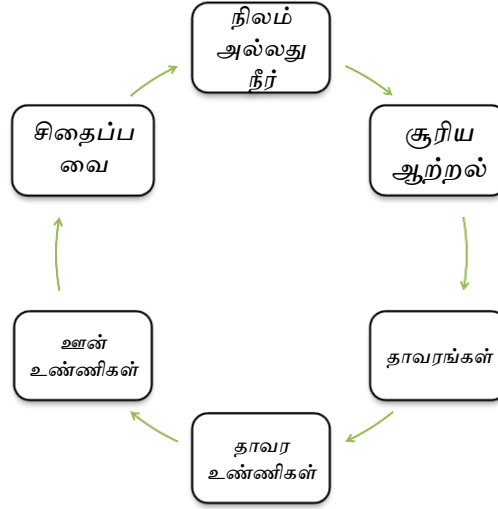 நிலம்
அல்லது
நீர்
சூரிய
ஆற்றல்
தாவரங்கள்
தாவர
உண்ணிகள்
ஊன்
உண்ணிகள்
சிதைப்ப
வை